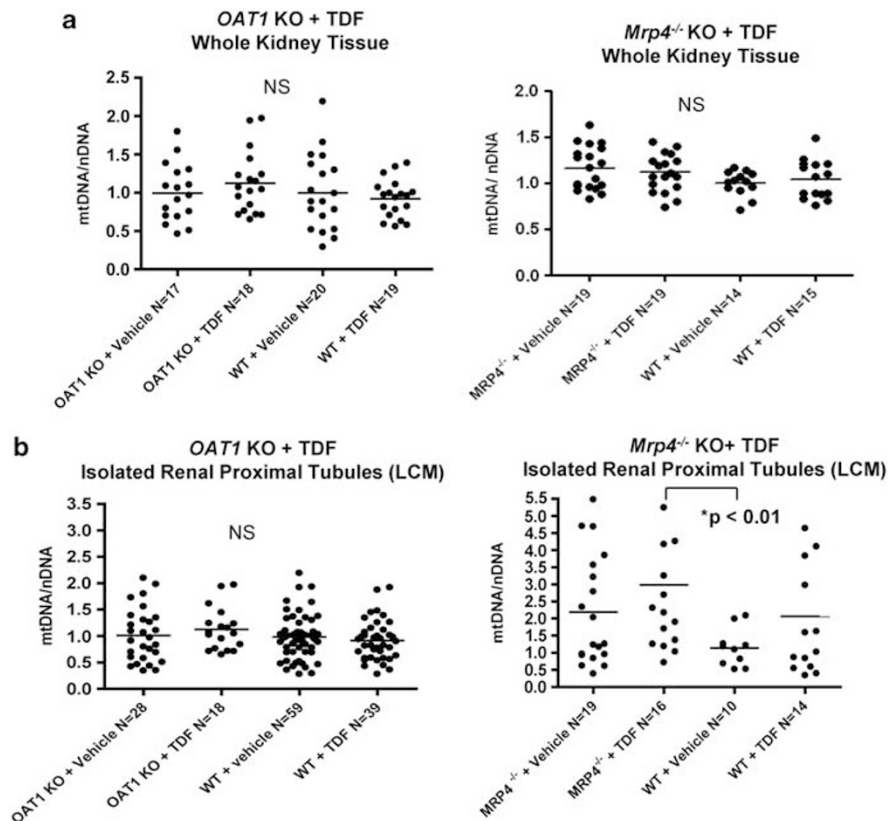 a
OAT1 KO + TDF
Whole Kidney Tissue
NS
mtDNA/nDNA
2.5
2.0
1.5
1.0
0.5
0.0
OAT1 KO + Vehicle N=17
OAT1 KO + TDF N=18
WT + Vehicle N=20
WT + TDF N=19
Mrp4-/- KO + TDF
Whole Kidney Tissue
NS
mtDNA/ nDNA
2.0
1.5
1.0
0.5
0.0
MRP4-/- + Vehicle N=19
MRP4-/- + TDF N=19
WT + Vehicle N=14
WT + TDF N=15
b
OAT1 KO + TDF
Isolated Renal Proximal Tubules (LCM)
NS
mtDNA/nDNA
3.5
3.0
2.5
2.0
1.5
1.0
0.5
0.0
OAT1 KO + Vehicle N=28
OAT1 KO + TDF N=18
WT + vehicle N=59
WT + TDF N=39
Mrp4-/- KO+ TDF
Isolated Renal Proximal Tubules (LCM)
*p < 0.01
mtDNA/nDNA
5.5
5.0
4.5
4.0
3.5
3.0
2.5
2.0
1.5
1.0
0.5
0.0
MRP4-/- + Vehicle N=19
MRP4-/- + TDF N=16
WT + Vehicle N=10
WT + TDF N=14